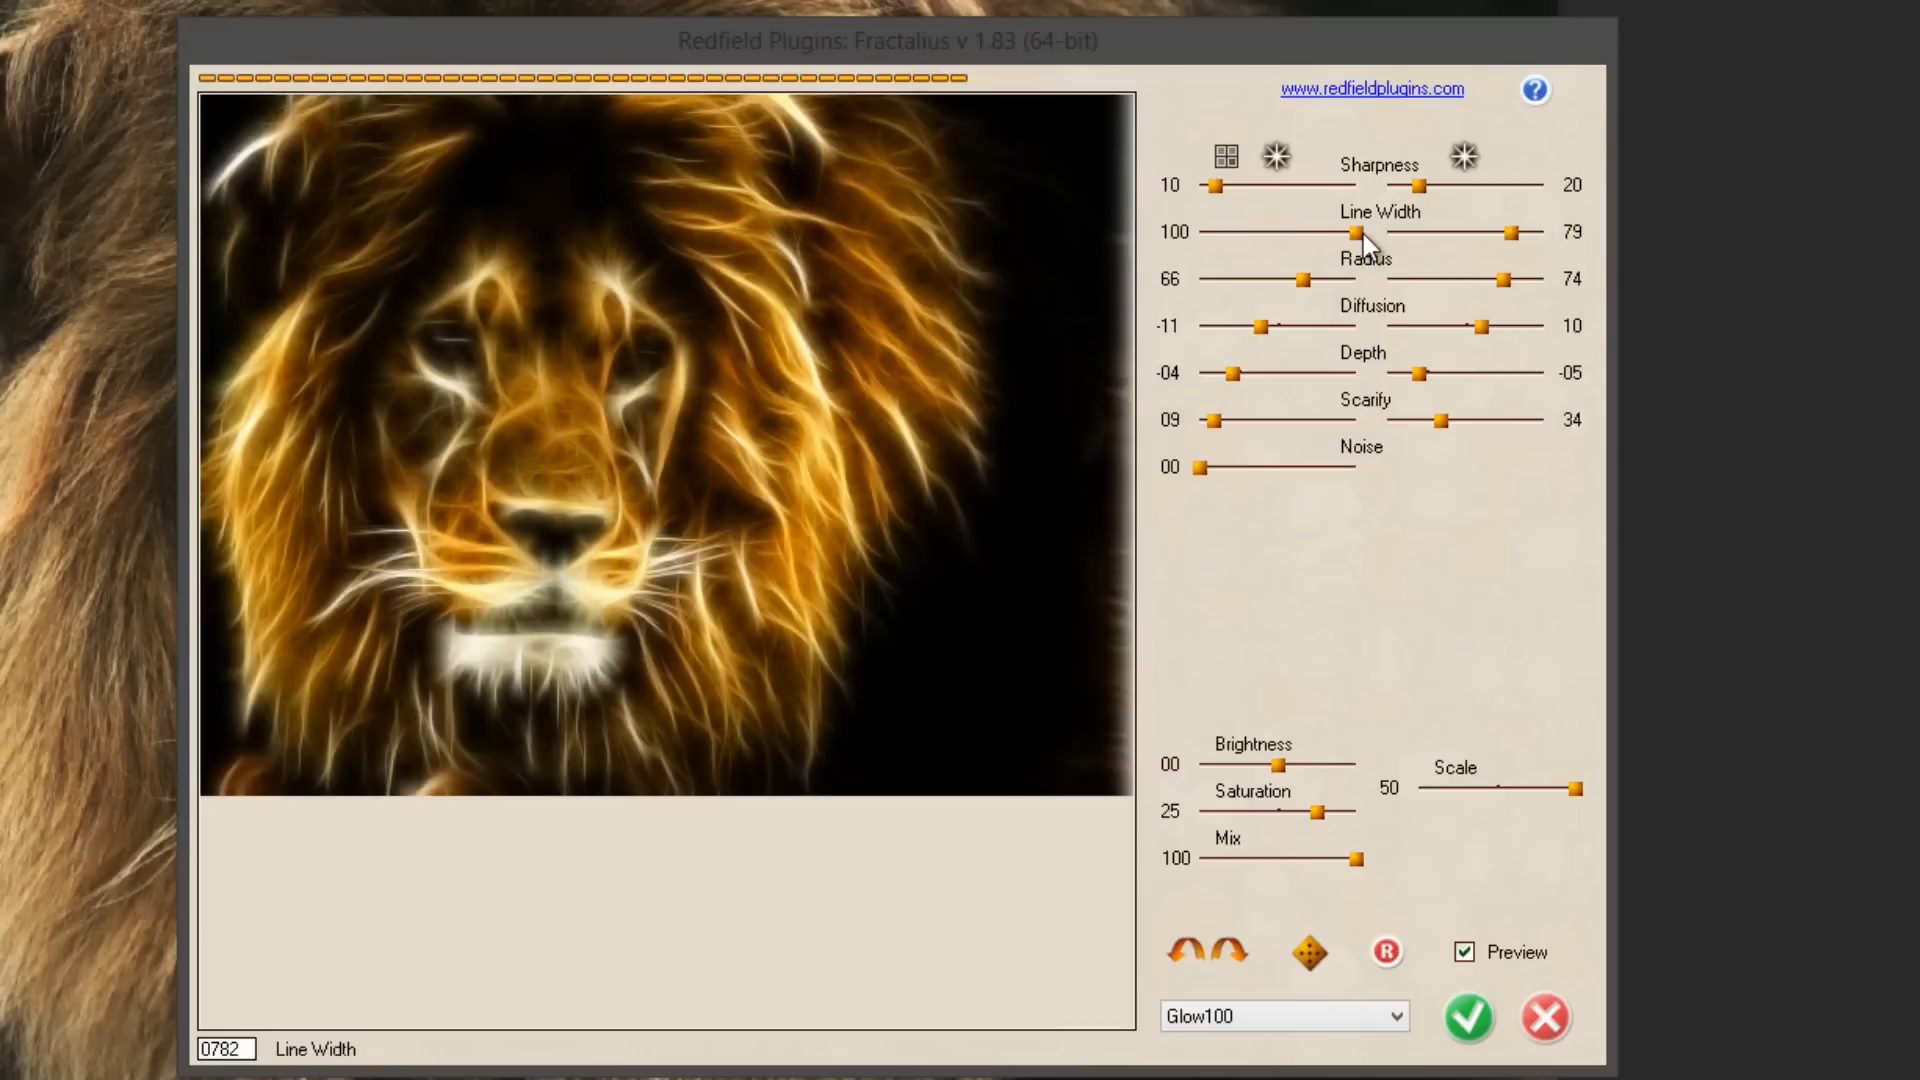 Redfield Plugins: Fractalius v 1.83 (64-bit)
www.redfieldplugins.com
?
Sharpness
10 20
Line Width
100 79
Radius
66 74
Diffusion
-11 10
Depth
-04 -05
Scarify
09 34
Noise
00
Brightness
00
Scale
50
Saturation
25
Mix
100
R
Preview
Glow100
0782 Line Width